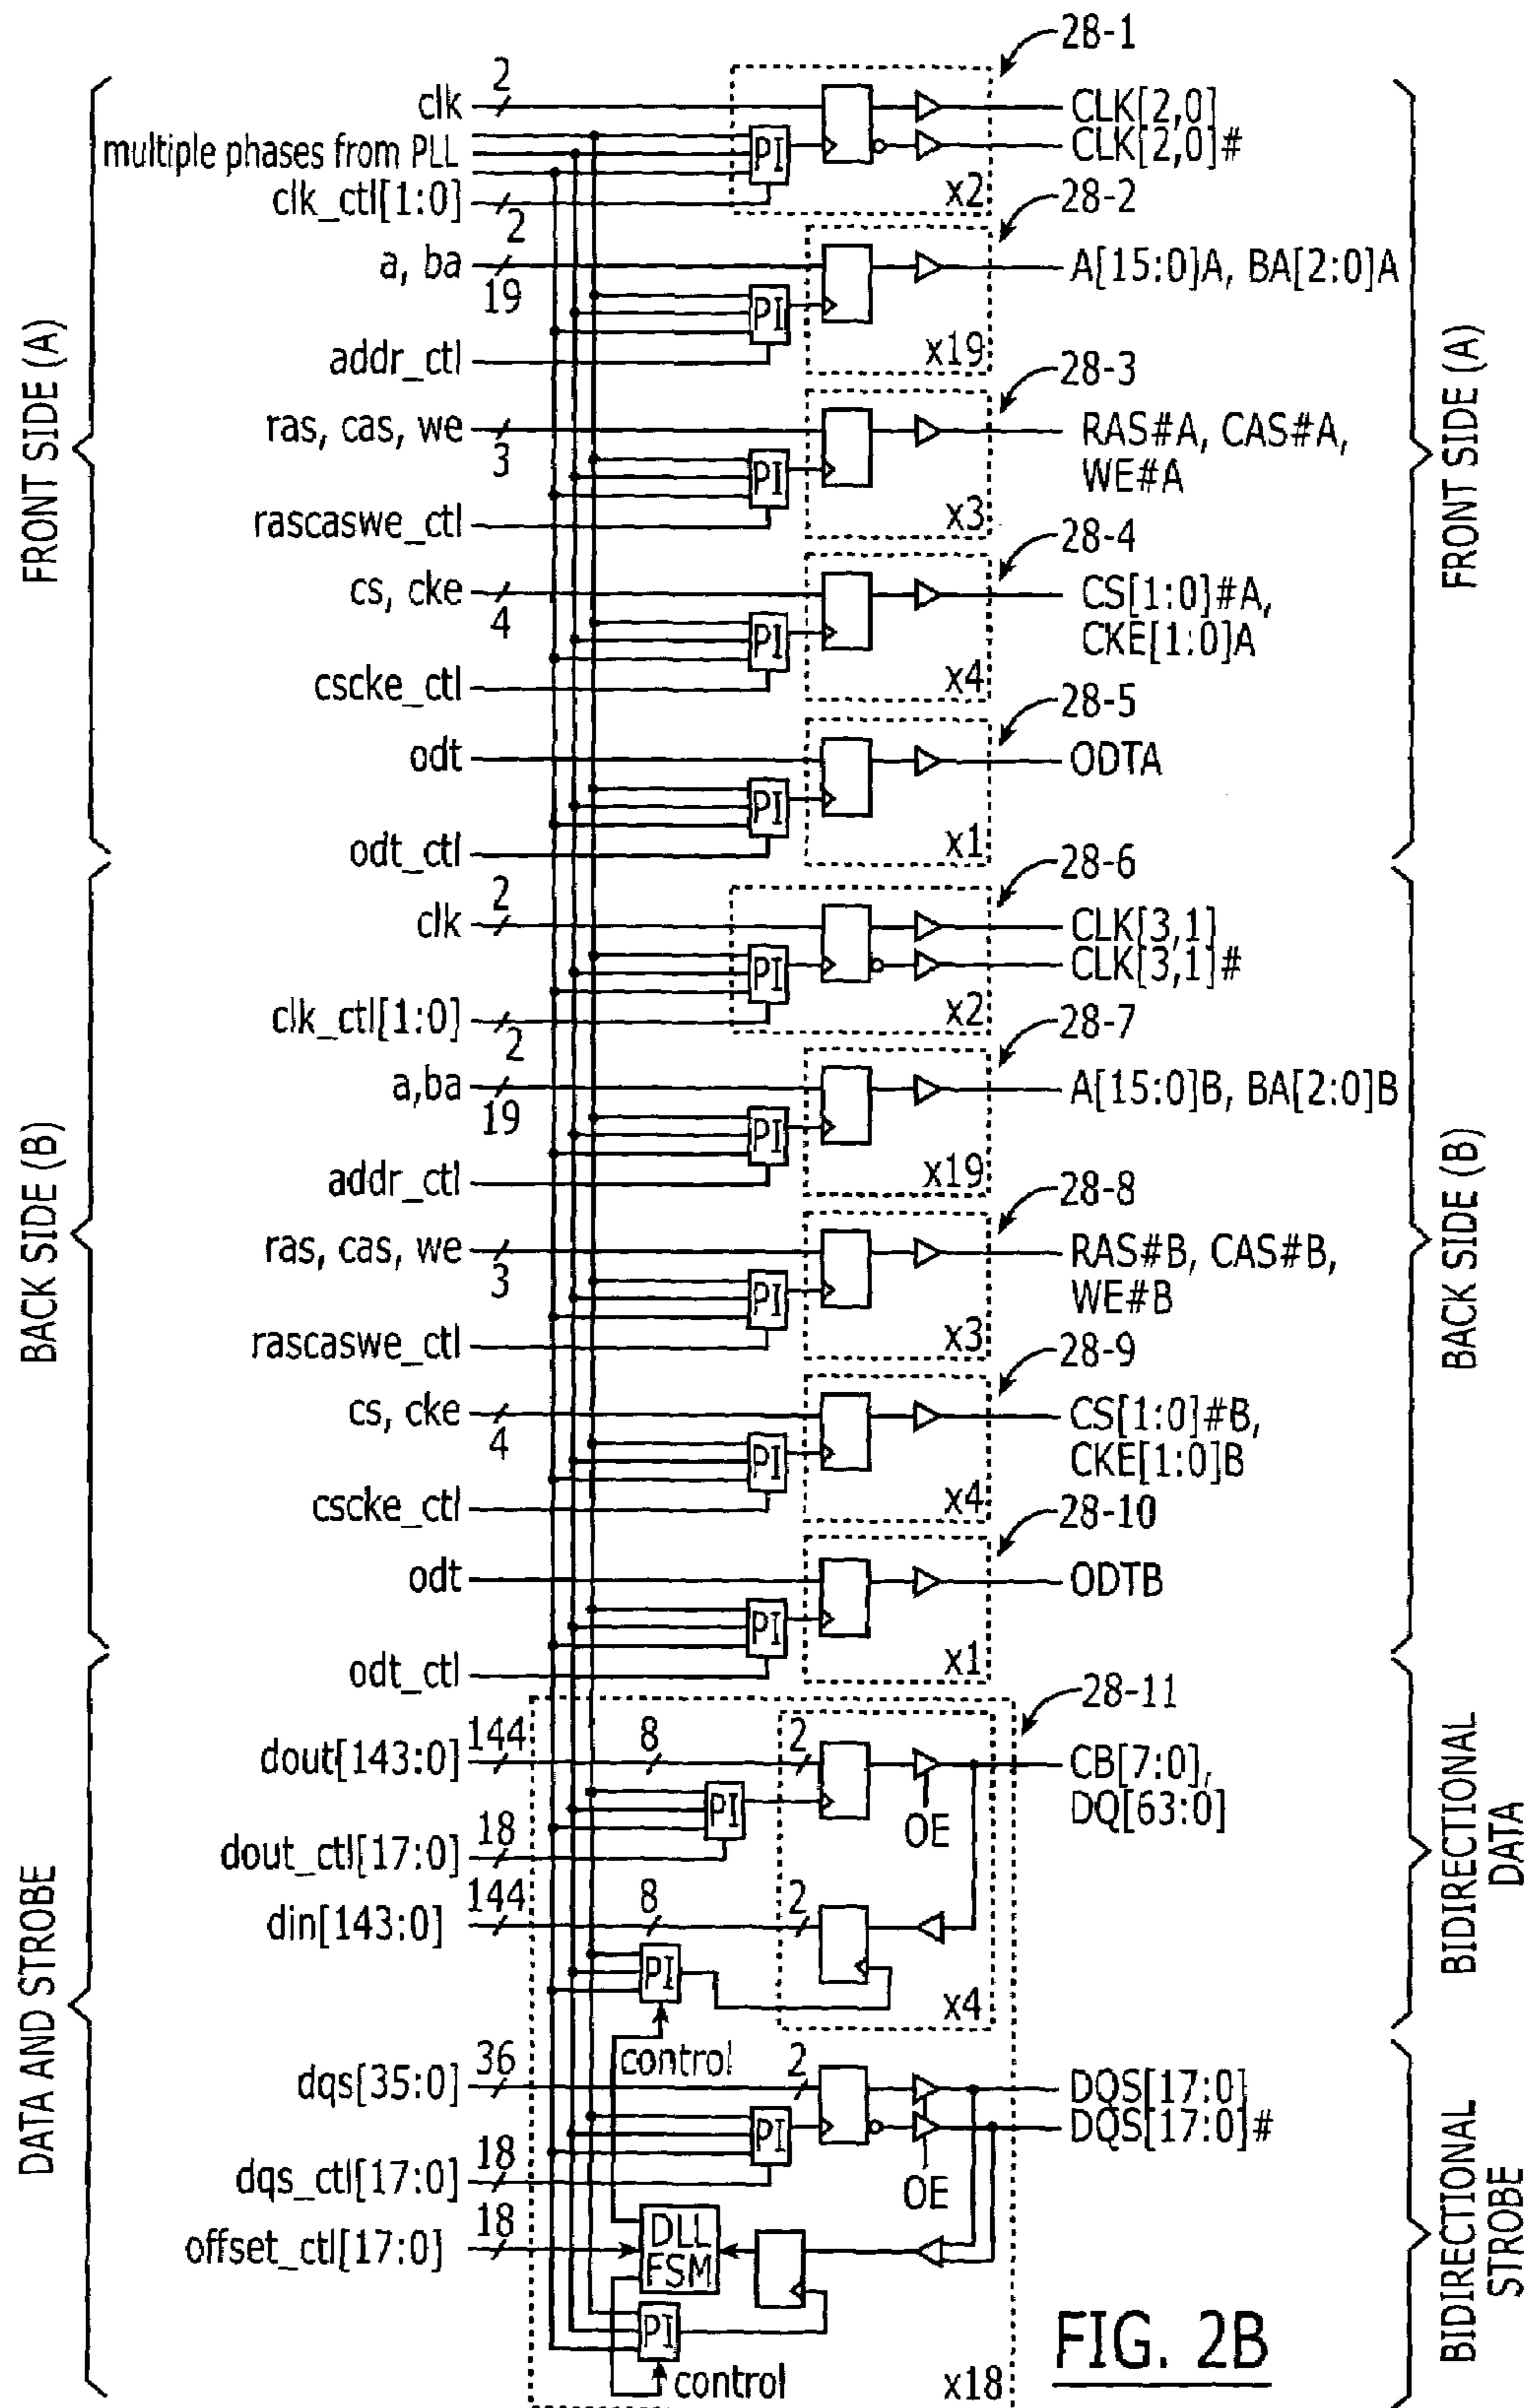 28-1
2
clk
CLK[2,0]
multiple phases from PLL
PI
CLK[2,0]#
clk_ctl[1:0]
2
x2
28-2
a, ba
19
A[15:0]A, BA[2:0]A
PI
addr_ctl
x19
28-3
ras, cas, we
3
RAS#A, CAS#A,
WE#A
PI
rascaswe_ctl
x3
28-4
cs, cke
4
CS[1:0]#A,
CKE[1:0]A
PI
cscke_ctl
x4
28-5
odt
ODTA
PI
odt_ctl
x1
FRONT SIDE (A)
FRONT SIDE (A)
28-6
2
clk
CLK[3,1]
CLK[3,1]#
PI
clk_ctl[1:0]
2
x2
28-7
a,ba
19
A[15:0]B, BA[2:0]B
PI
addr_ctl
x19
28-8
ras, cas, we
3
RAS#B, CAS#B,
WE#B
PI
rascaswe_ctl
x3
28-9
cs, cke
4
CS[1:0]#B,
CKE[1:0]B
PI
cscke_ctl
x4
28-10
odt
ODTB
PI
odt_ctl
x1
BACK SIDE (B)
BACK SIDE (B)
28-11
dout[143:0]
144
8
2
CB[7:0],
DQ[63:0]
PI
OE
dout_ctl[17:0]
18
din[143:0]
144
8
2
PI
x4
control
dqs[35:0]
36
2
DQS[17:0]
DQS[17:0]#
PI
OE
dqs_ctl[17:0]
18
offset_ctl[17:0]
18
DLL
FSM
PI
control
x18
DATA AND STROBE
BIDIRECTIONAL
DATA
BIDIRECTIONAL
STROBE
FIG. 2B